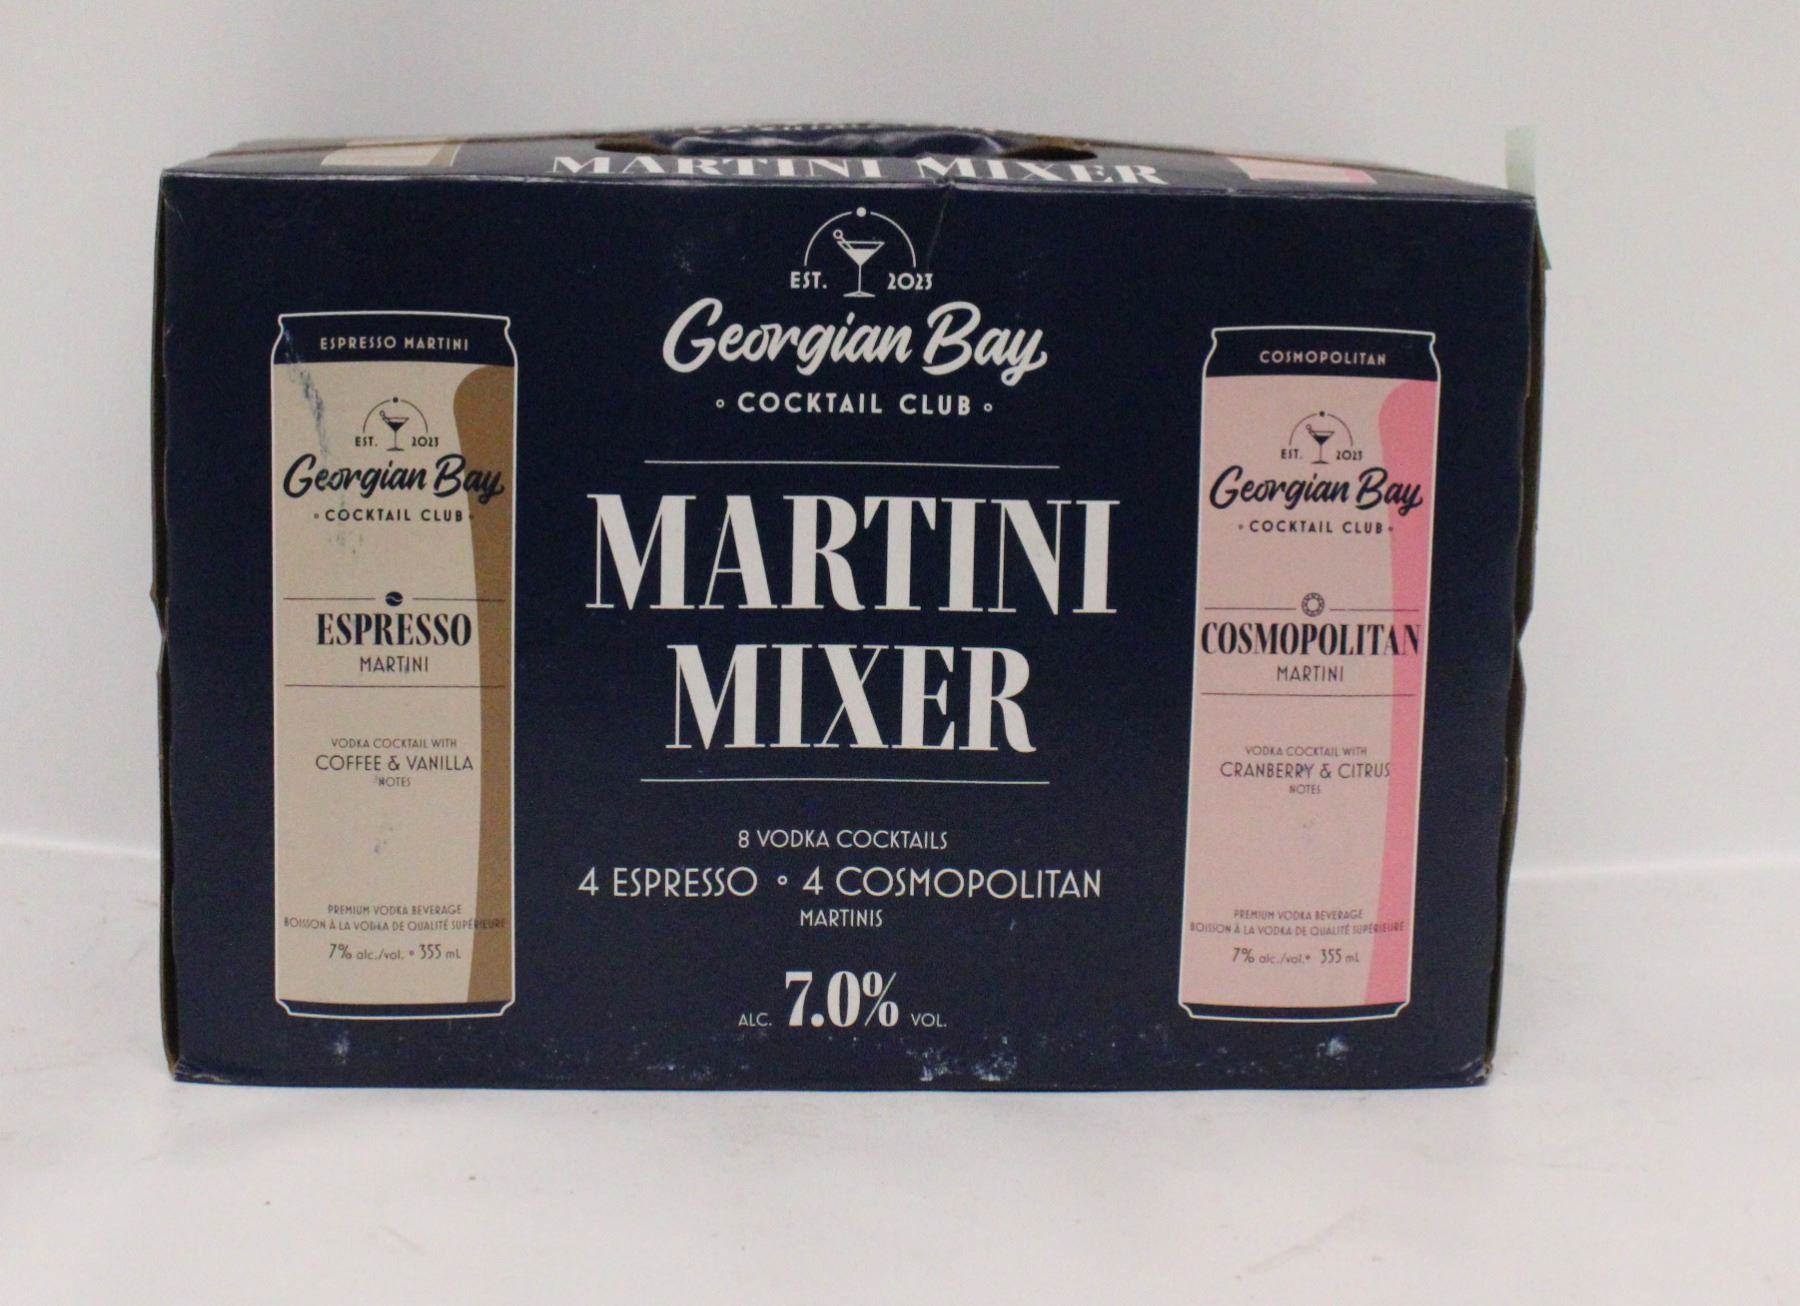 MARTINI MIXER
EST. 2023
Georgian Bay
COCKTAIL CLUB
MARTINI
MIXER
8 VODKA COCKTAILS
4 ESPRESSO ◦ 4 COSMOPOLITAN
MARTINIS
ALC. 7.0% VOL.
ESPRESSO MARTINI
EST. 2023
Georgian Bay
COCKTAIL CLUB
ESPRESSO
MARTINI
VODKA COCKTAIL WITH
COFFEE & VANILLA
NOTES
PREMIUM VODKA BEVERAGE
BOISSON À LA VODKA DE QUALITÉ SUPÉRIEURE
7% alc./vol. • 355 mL
COSMOPOLITAN
EST. 2023
Georgian Bay
COCKTAIL CLUB
COSMOPOLITAN
MARTINI
VODKA COCKTAIL WITH
CRANBERRY & CITRUS
NOTES
PREMIUM VODKA BEVERAGE
BOISSON À LA VODKA DE QUALITÉ SUPÉRIEURE
7% alc./vol. • 355 mL